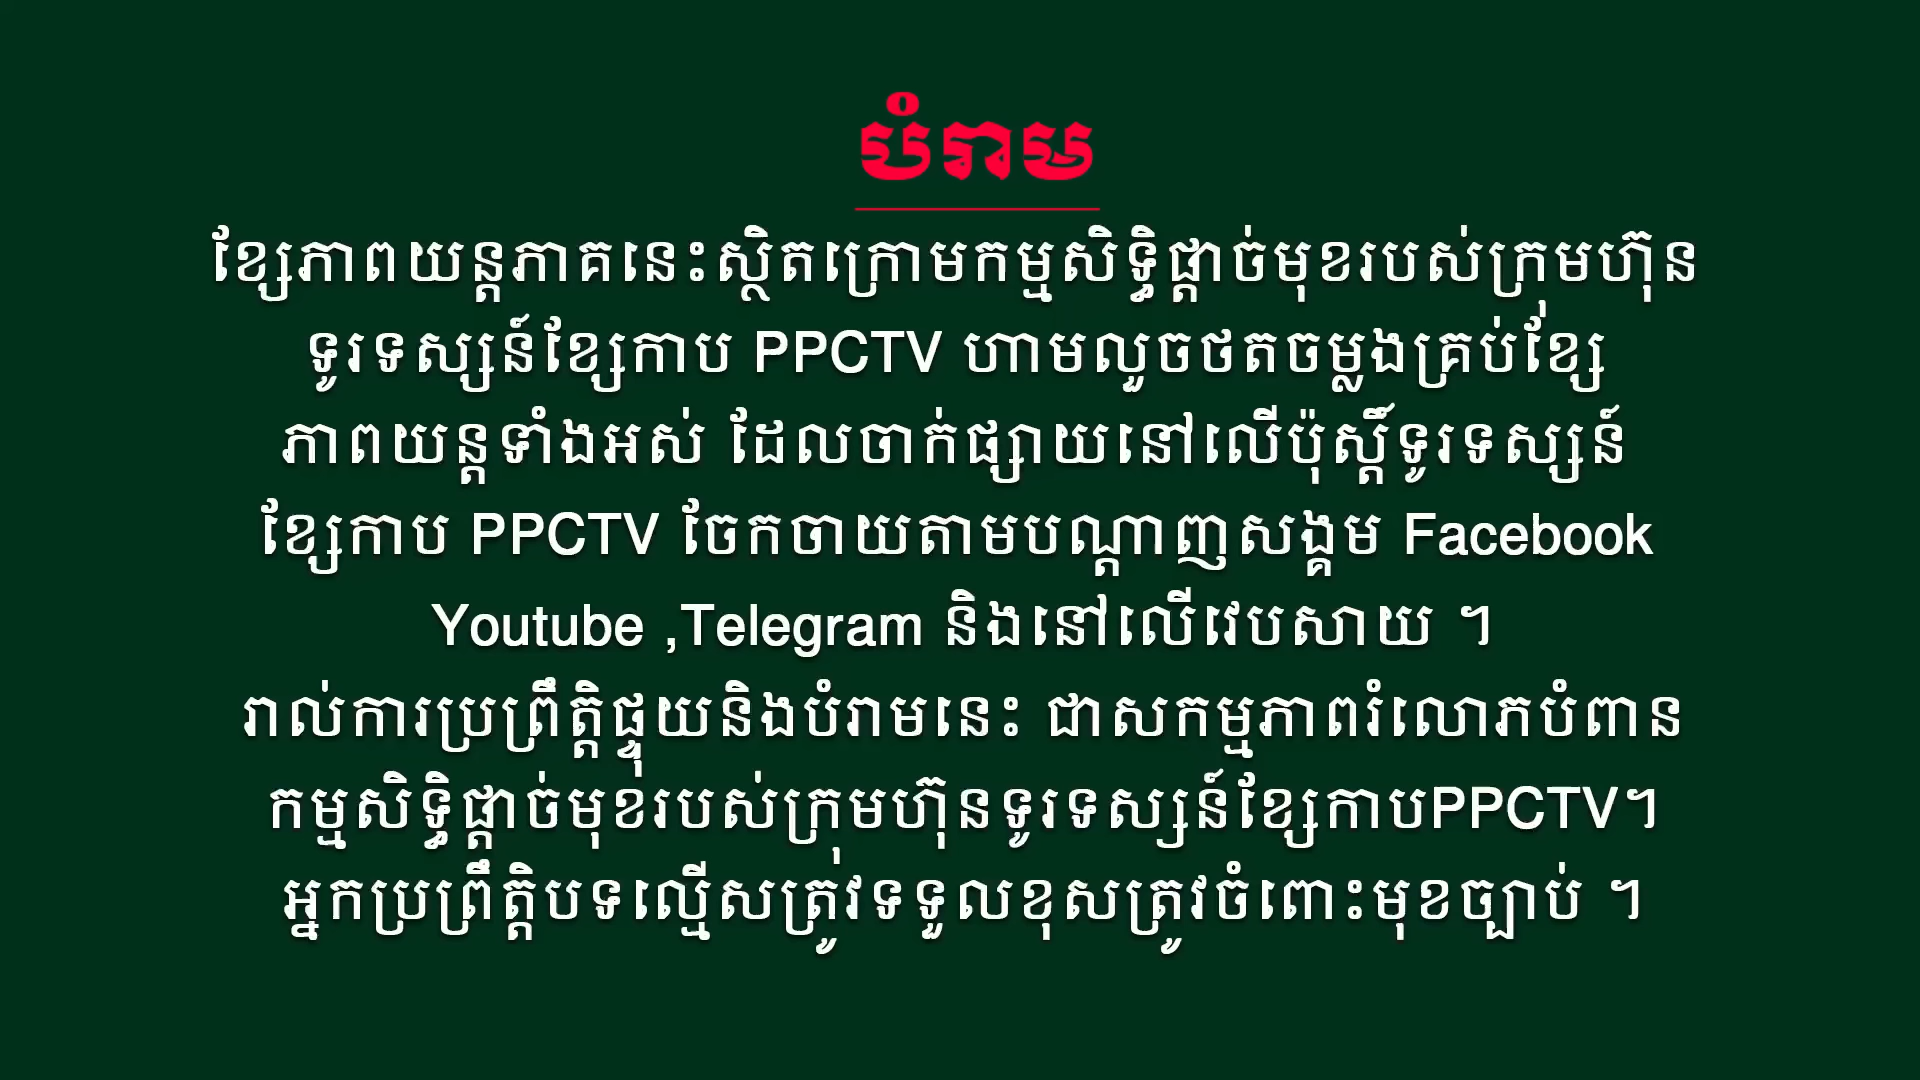 បំរាម
ខ្សែភាពយន្តភាគនេះស្ថិតក្រោមកម្មសិទ្ធិផ្តាច់មុខរបស់ក្រុមហ៊ុន
ទូរទស្សន៍ខ្សែកាប PPCTV ហាមលួចថតចម្លងគ្រប់ខ្សែ
ភាពយន្តទាំងអស់ ដែលចាក់ផ្សាយនៅលើប៉ុស្តិ៍ទូរទស្សន៍
ខ្សែកាប PPCTV ចែកចាយតាមបណ្តាញសង្គម Facebook
Youtube ,Telegram និងនៅលើវេបសាយ ។
រាល់ការប្រព្រឹត្តិផ្ទុយនិងបំរាមនេះ ជាសកម្មភាពរំលោភបំពាន
កម្មសិទ្ធិផ្តាច់មុខរបស់ក្រុមហ៊ុនទូរទស្សន៍ខ្សែកាបPPCTV។
អ្នកប្រព្រឹត្តិបទល្មើសត្រូវទទួលខុសត្រូវចំពោះមុខច្បាប់ ។